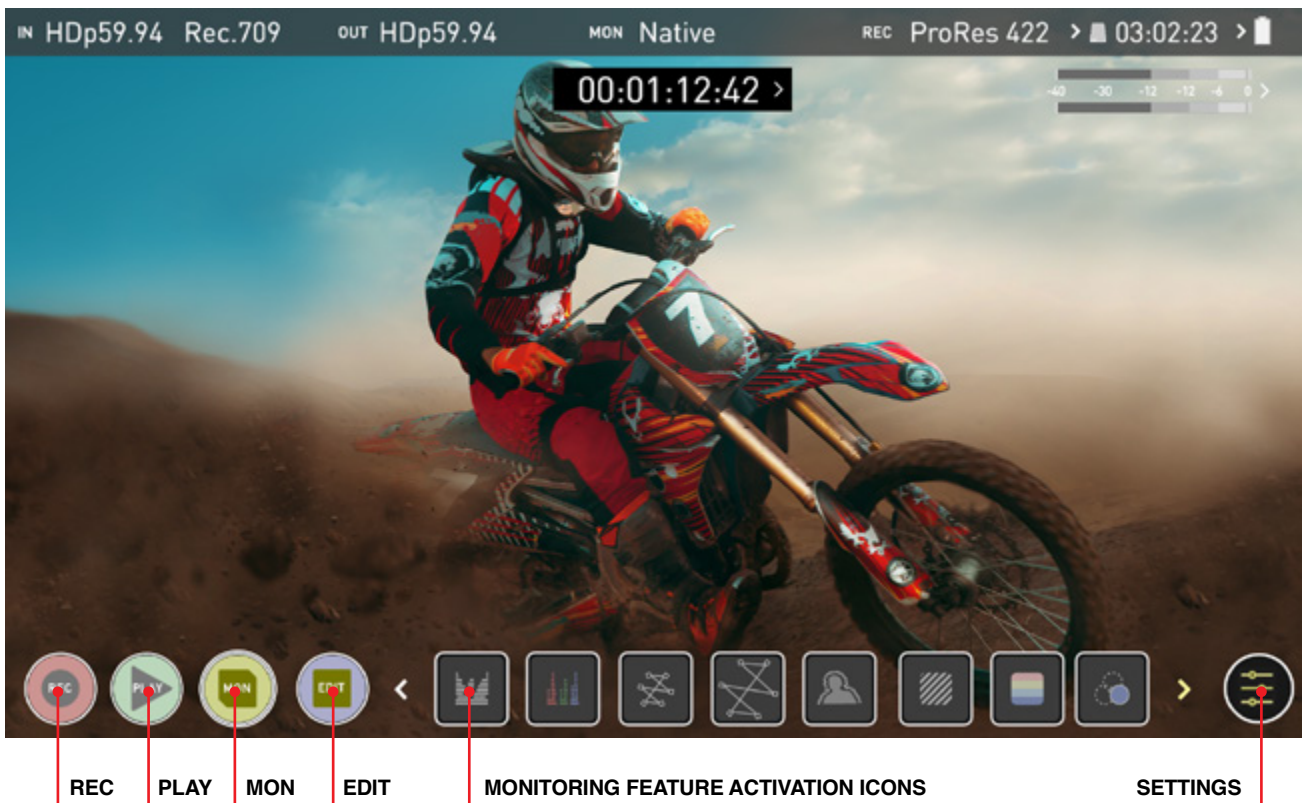 IN HDp59.94 Rec.709 OUT HDp59.94 MON Native REC ProRes 422 > 03:02:23 >
00:01:12:42 >
-40 -30 -12 -12 -6 0 >
7
REC PLAY MON EDIT < >
REC PLAY MON EDIT MONITORING FEATURE ACTIVATION ICONS SETTINGS